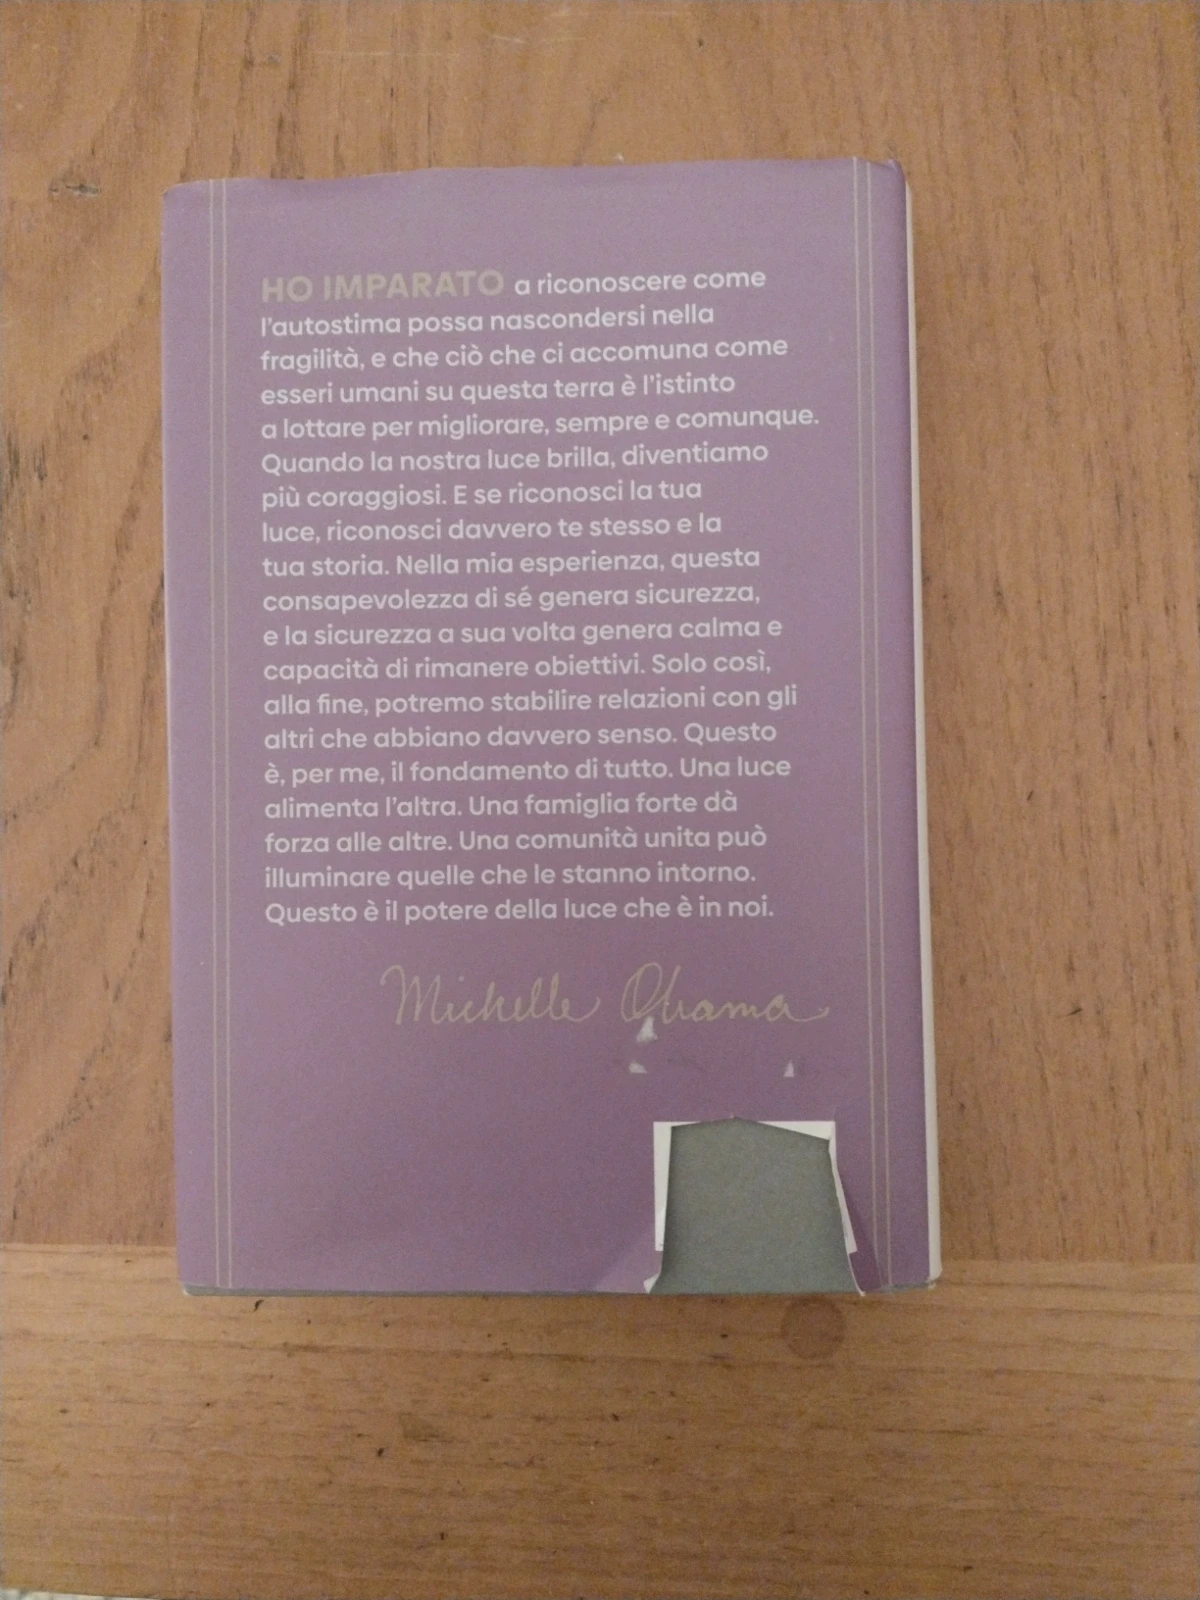 HO IMPARATO a riconoscere come
l'autostima possa nascondersi nella
fragilità, e che ciò che ci accomuna come
esseri umani su questa terra è l'istinto
a lottare per migliorare, sempre e comunque.
Quando la nostra luce brilla, diventiamo
più coraggiosi. E se riconosci la tua
luce, riconosci davvero te stesso e la
tua storia. Nella mia esperienza, questa
consapevolezza di sé genera sicurezza,
e la sicurezza a sua volta genera calma e
capacità di rimanere obiettivi. Solo così,
alla fine, potremo stabilire relazioni con gli
altri che abbiano davvero senso. Questo
è, per me, il fondamento di tutto. Una luce
alimenta l'altra. Una famiglia forte dà
forza alle altre. Una comunità unita può
illuminare quelle che le stanno intorno.
Questo è il potere della luce che è in noi.
Michelle Obama